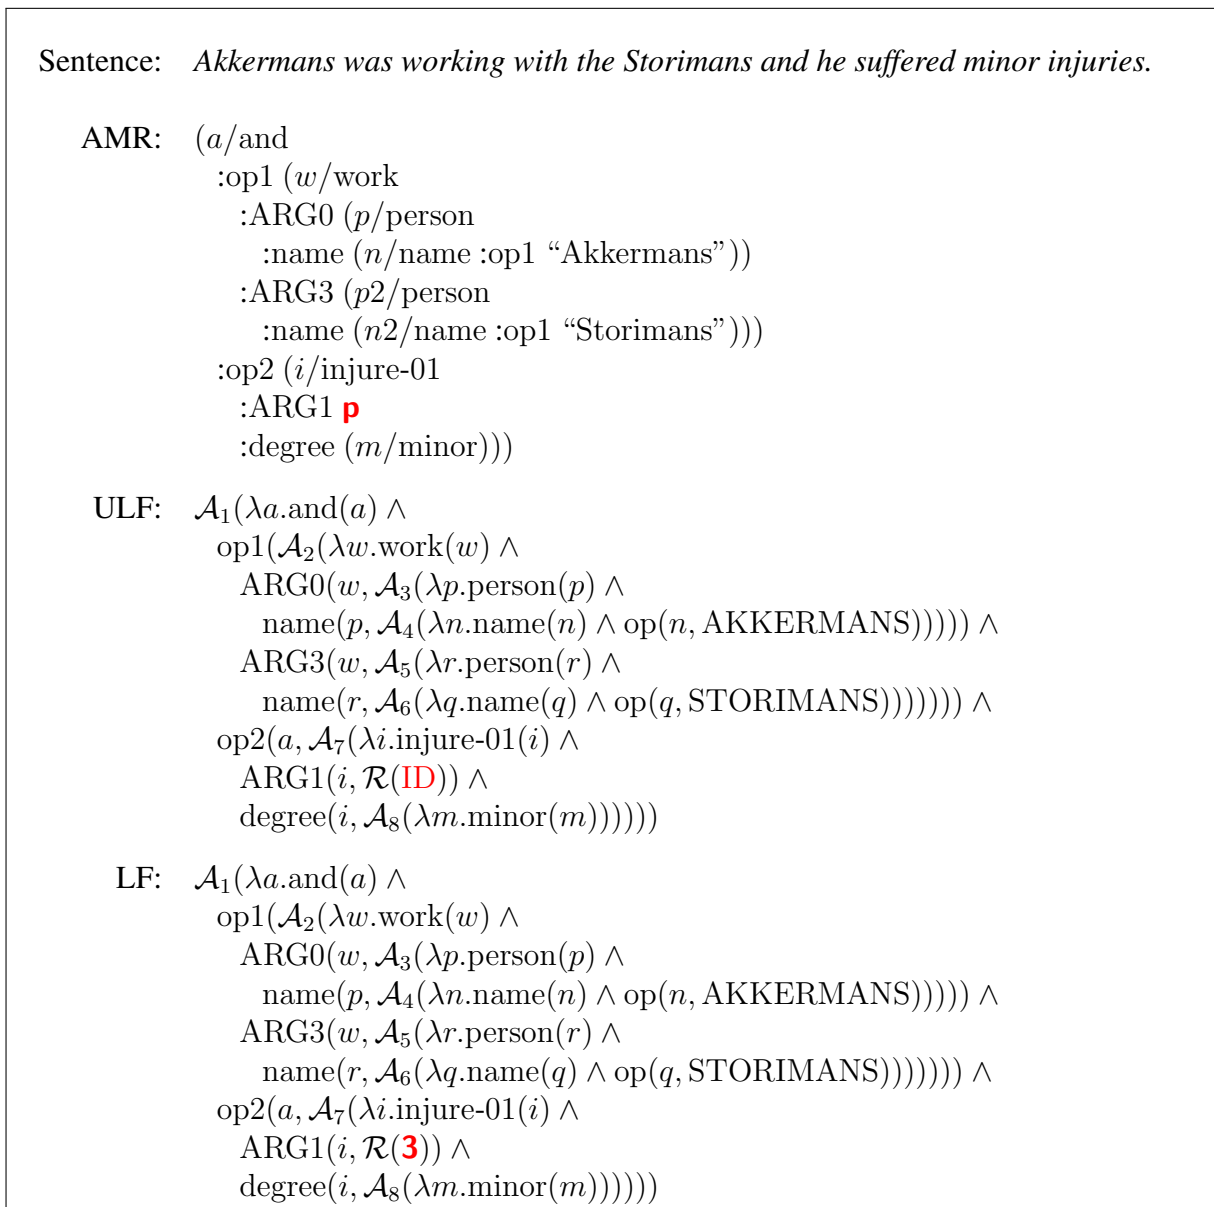 Sentence: Akkermans was working with the Storimans and he suffered minor injuries.
AMR: (a/and
:op1 (w/work
:ARG0 (p/person
:name (n/name :op1 “Akkermans”))
:ARG3 (p2/person
:name (n2/name :op1 “Storimans”)))
:op2 (i/injure-01
:ARG1 p
:degree (m/minor)))
ULF: 𝒜₁(λa.and(a) ∧
op1(𝒜₂(λw.work(w) ∧
ARG0(w, 𝒜₃(λp.person(p) ∧
name(p, 𝒜₄(λn.name(n) ∧ op(n, AKKERMANS))))) ∧
ARG3(w, 𝒜₅(λr.person(r) ∧
name(r, 𝒜₆(λq.name(q) ∧ op(q, STORIMANS))))))) ∧
op2(a, 𝒜₇(λi.injure-01(i) ∧
ARG1(i, ℛ(ID)) ∧
degree(i, 𝒜₈(λm.minor(m))))))
LF: 𝒜₁(λa.and(a) ∧
op1(𝒜₂(λw.work(w) ∧
ARG0(w, 𝒜₃(λp.person(p) ∧
name(p, 𝒜₄(λn.name(n) ∧ op(n, AKKERMANS))))) ∧
ARG3(w, 𝒜₅(λr.person(r) ∧
name(r, 𝒜₆(λq.name(q) ∧ op(q, STORIMANS))))))) ∧
op2(a, 𝒜₇(λi.injure-01(i) ∧
ARG1(i, ℛ(3)) ∧
degree(i, 𝒜₈(λm.minor(m))))))